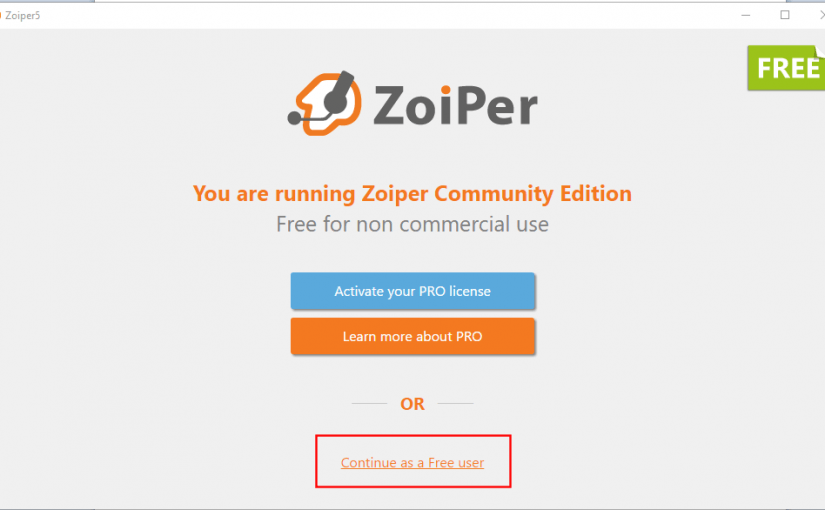 Zoiper5
FREE
ZoiPer
You are running Zoiper Community Edition
Free for non commercial use
Activate your PRO license
Learn more about PRO
OR
Continue as a Free user